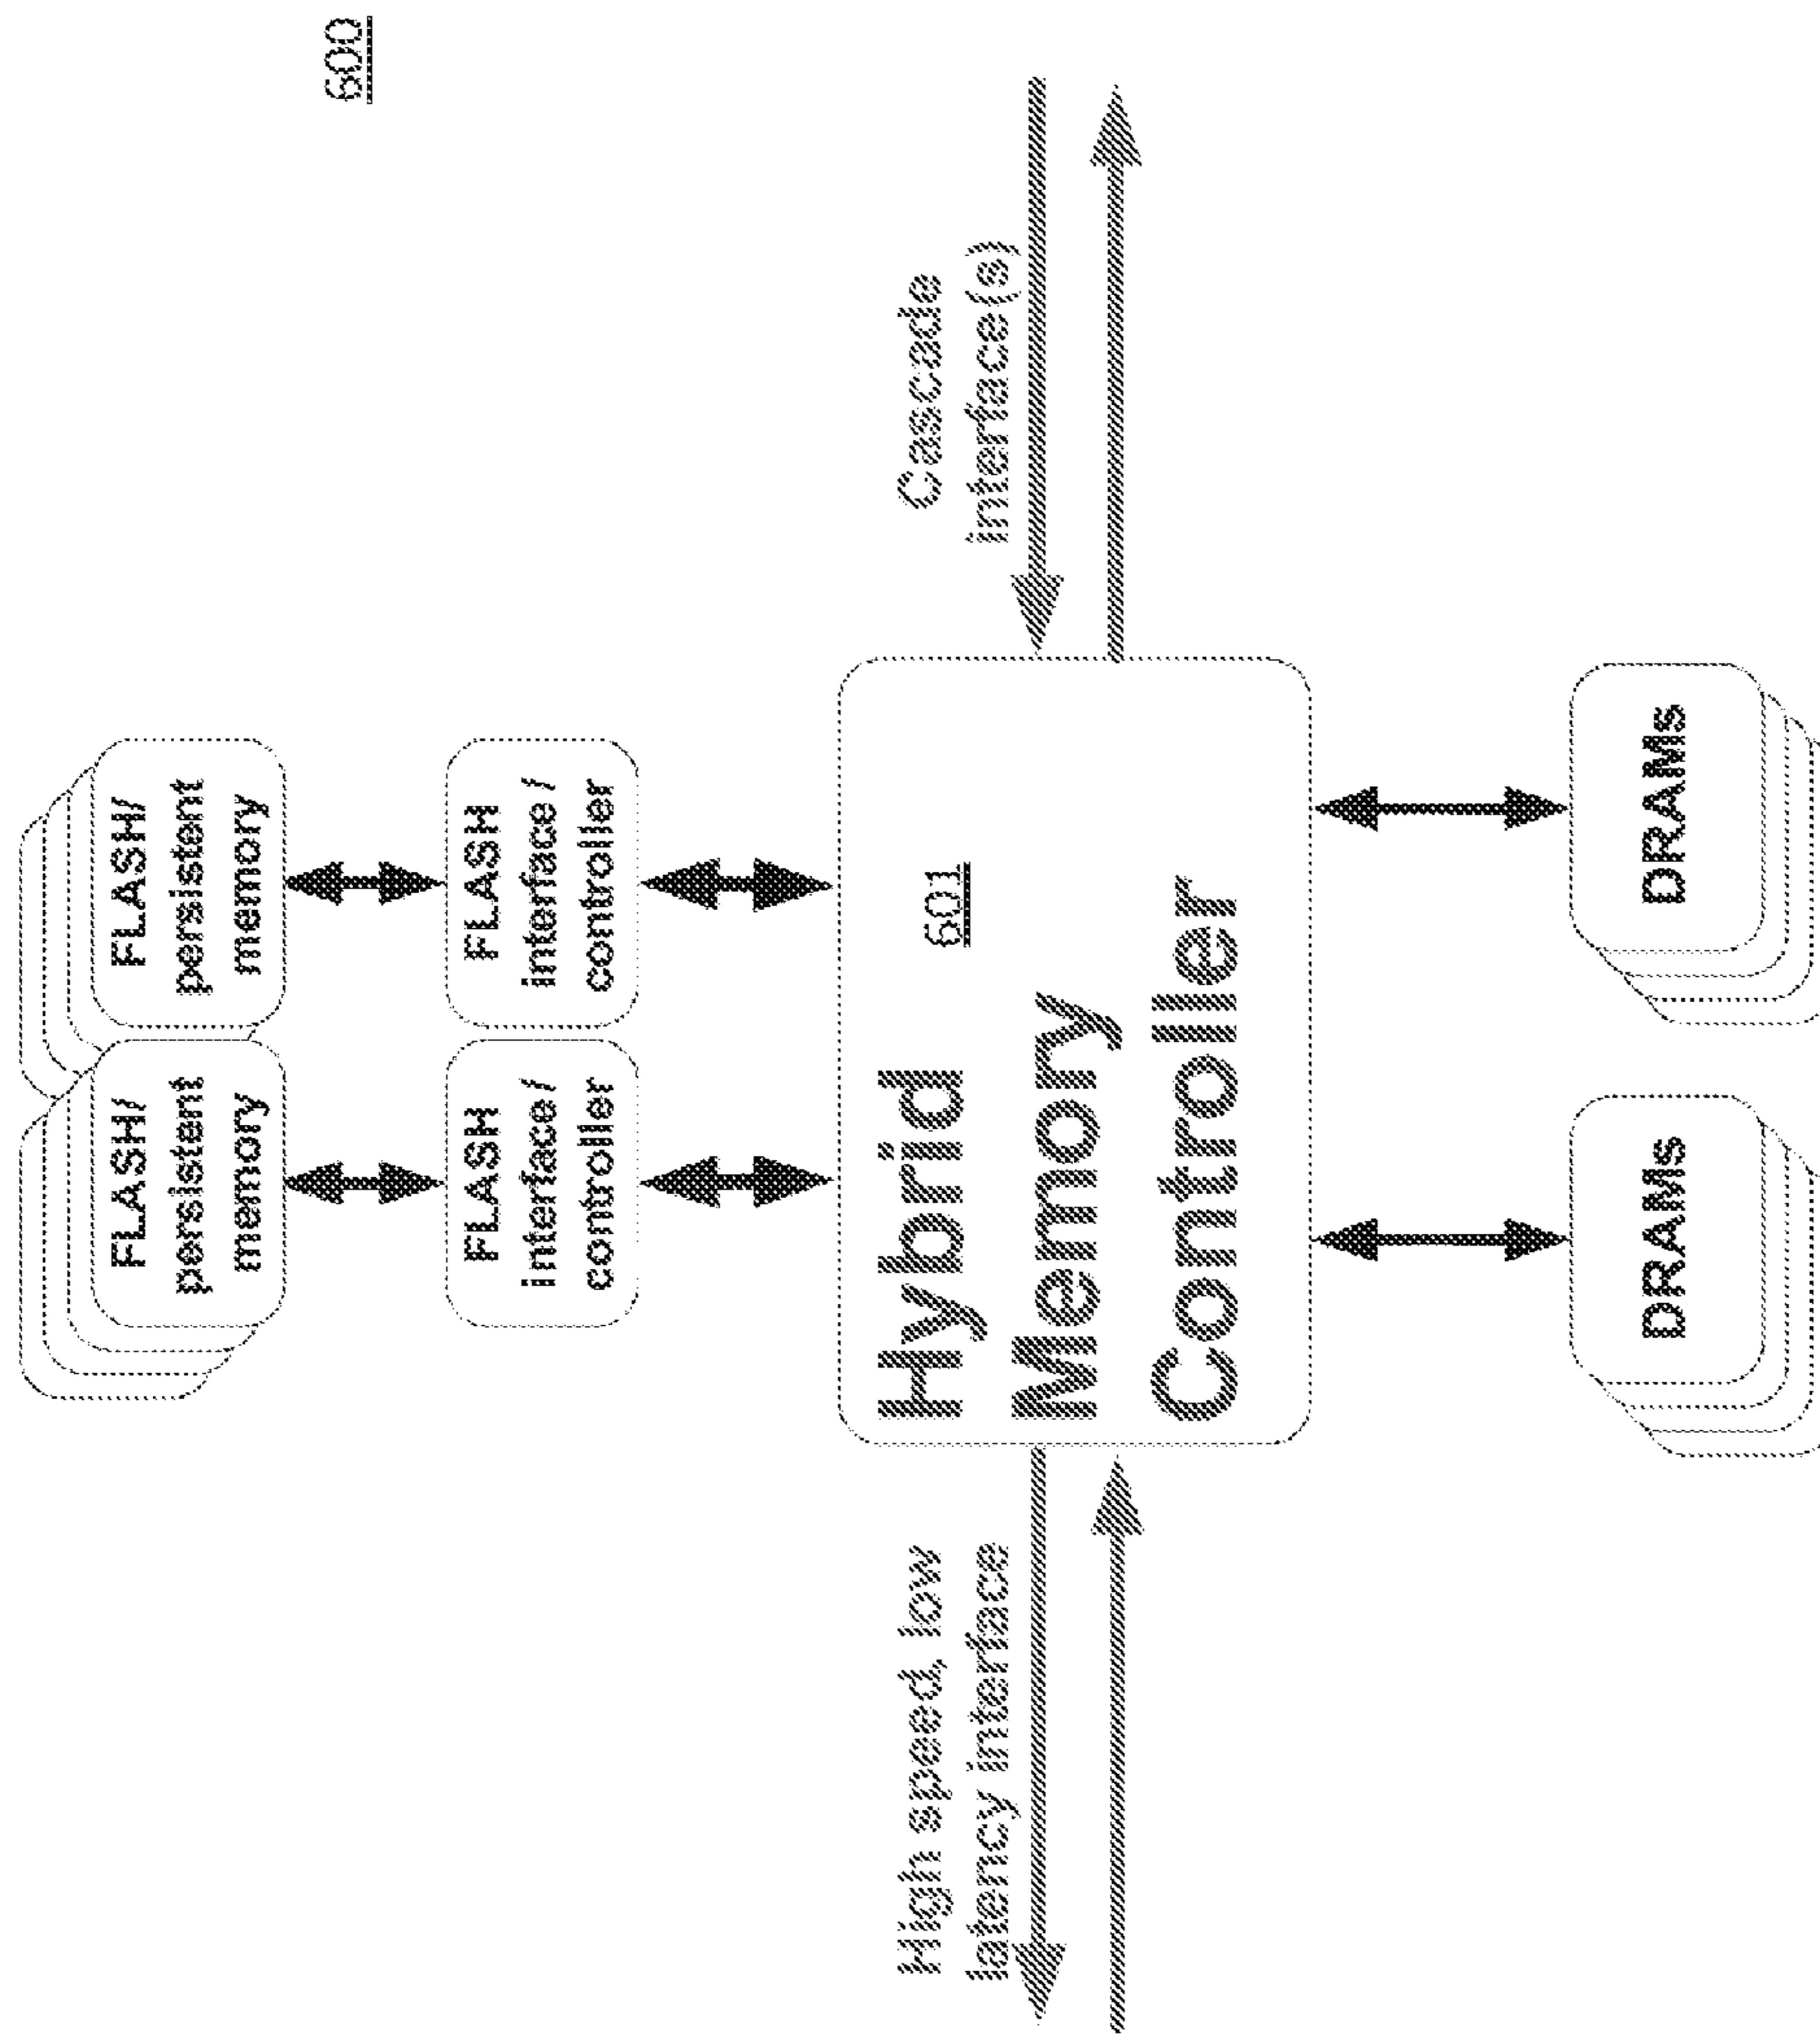 600
FLASH/
persistent
memory
FLASH/
persistent
memory
FLASH
interface /
controller
FLASH
interface /
controller
High speed, low
latency interface
Hybrid
Memory
Controller
601
Cascade
interface(s)
DRAMs
DRAMs